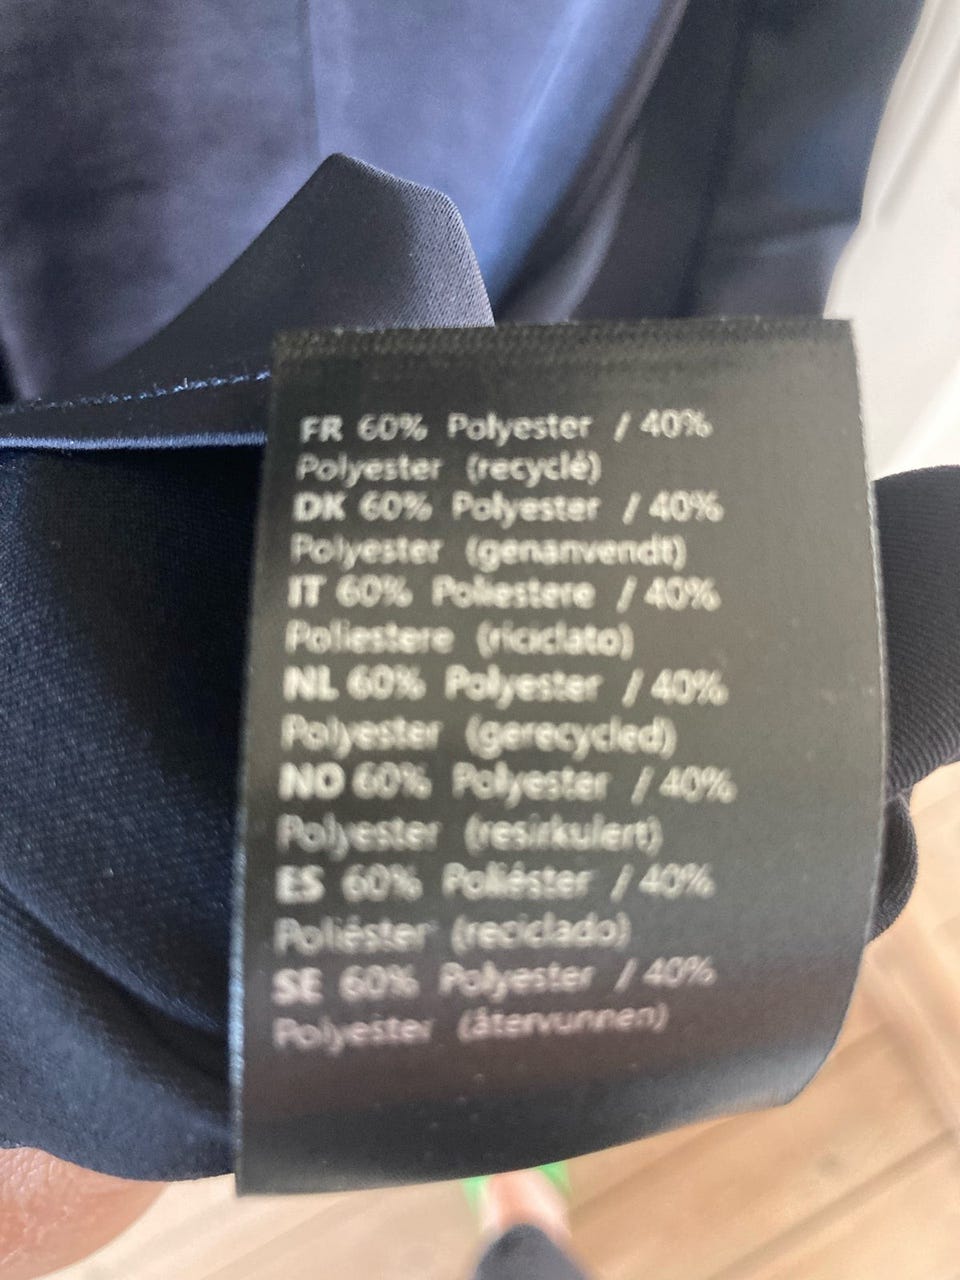 FR 60% Polyester / 40%
Polyester (recyclé)
DK 60% Polyester / 40%
Polyester (genanvendt)
IT 60% Poliestere / 40%
Poliestere (riciclato)
NL 60% Polyester / 40%
Polyester (gerecycled)
NO 60% Polyester / 40%
Polyester (resirkulert)
ES 60% Poliéster / 40%
Poliéster (reciclado)
SE 60% Polyester / 40%
Polyester (återvunnen)